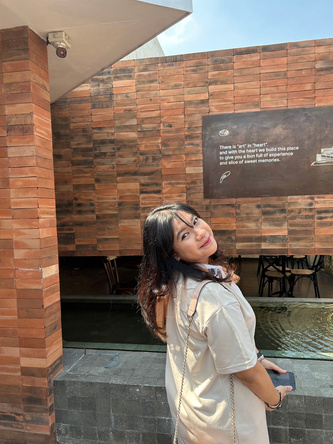 There is "art" in "heart"
and with the heart we build this place
to give you a bon full of experience
and slice of sweet memories.